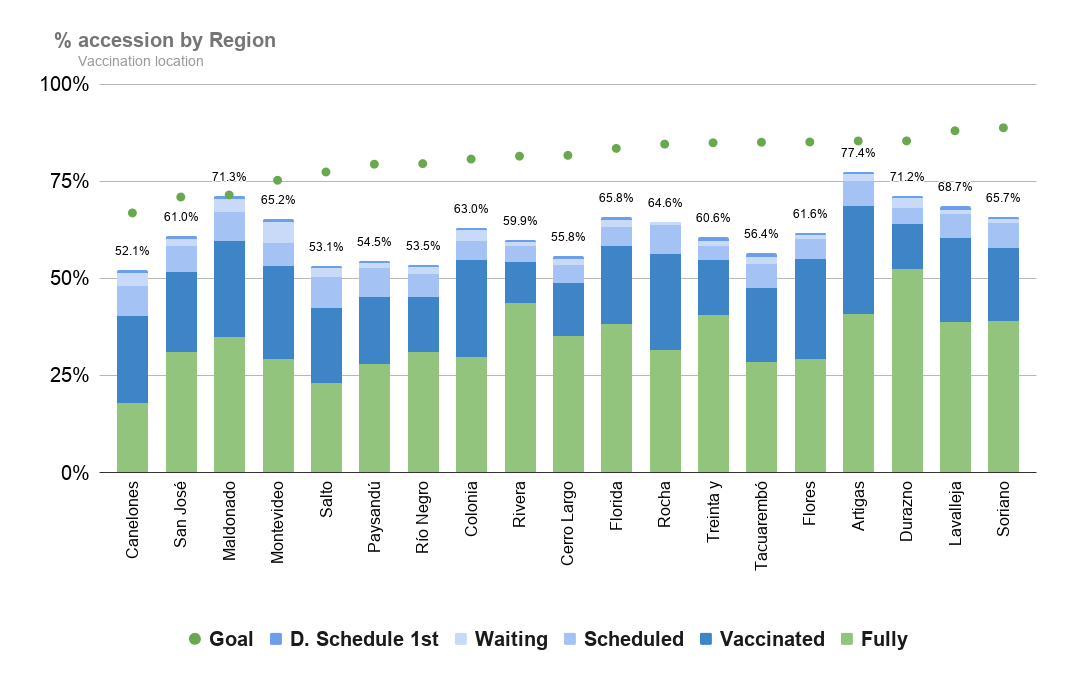 % accession by Region
Vaccination location
100%
75%
50%
25%
0%
52.1%
61.0%
71.3%
65.2%
53.1%
54.5%
53.5%
63.0%
59.9%
55.8%
65.8%
64.6%
60.6%
56.4%
61.6%
77.4%
71.2%
68.7%
65.7%
Canelones
San José
Maldonado
Montevideo
Salto
Paysandú
Río Negro
Colonia
Rivera
Cerro Largo
Florida
Rocha
Treinta y
Tacuarembó
Flores
Artigas
Durazno
Lavalleja
Soriano
Goal D. Schedule 1st Waiting Scheduled Vaccinated Fully